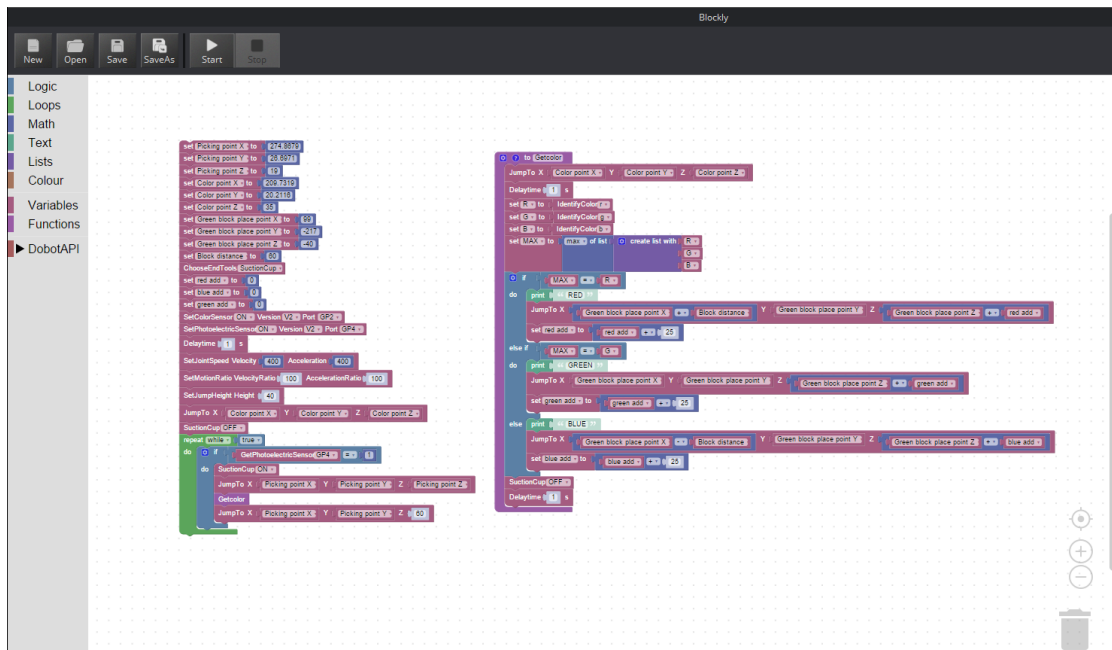 Blockly
New Open Save SaveAs Start Stop
Logic
Loops
Math
Text
Lists
Colour
Variables
Functions
DobotAPI
set Picking point X to 274.8879
set Picking point Y to 26.6971
set Picking point Z to 19
set Color point X to 209.7319
set Color point Y to 20.2116
set Color point Z to 35
set Green block place point X to 99
set Green block place point Y to -217
set Green block place point Z to -40
set Block distance to 60
ChooseEndTools SuctionCup
set red add to 0
set blue add to 0
set green add to 0
SetColorSensor ON Version V2 Port GP2
SetPhotoelectricSensor ON Version V2 Port GP4
Delaytime 1 s
SetJointSpeed Velocity 400 Acceleration 400
SetMotionRatio VelocityRatio 100 AccelerationRatio 100
SetJumpHeight Height 40
JumpTo X Color point X Y Color point Y Z Color point Z
SuctionCup OFF
repeat while true
do if GetPhotoelectricSensor GP4 = 1
do SuctionCup ON
JumpTo X Picking point X Y Picking point Y Z Picking point Z
Getcolor
JumpTo X Picking point X Y Picking point Y Z 60
? to Getcolor
JumpTo X Color point X Y Color point Y Z Color point Z
Delaytime 1 s
set R to IdentifyColor r
set G to IdentifyColor g
set B to IdentifyColor b
set MAX to max of list create list with R
G
B
if MAX = R
do print “ RED ”
JumpTo X Green block place point X - Block distance Y Green block place point Y Z Green block place point Z + red add
set red add to red add + 25
else if MAX = G
do print “ GREEN ”
JumpTo X Green block place point X Y Green block place point Y Z Green block place point Z + green add
set green add to green add + 25
else print “ BLUE ”
JumpTo X Green block place point X Block distance Y Green block place point Y Z Green block place point Z + blue add
set blue add to blue add + 25
SuctionCup OFF
Delaytime 1 s